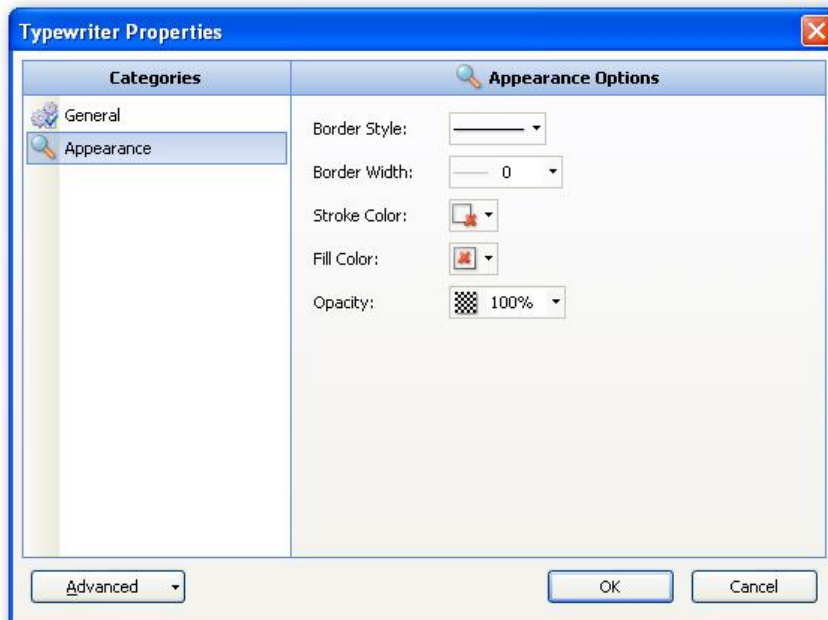 Typewriter Properties
Categories
Appearance Options
General
Appearance
Border Style:
Border Width: 0
Stroke Color:
Fill Color:
Opacity: 100%
Advanced
OK
Cancel